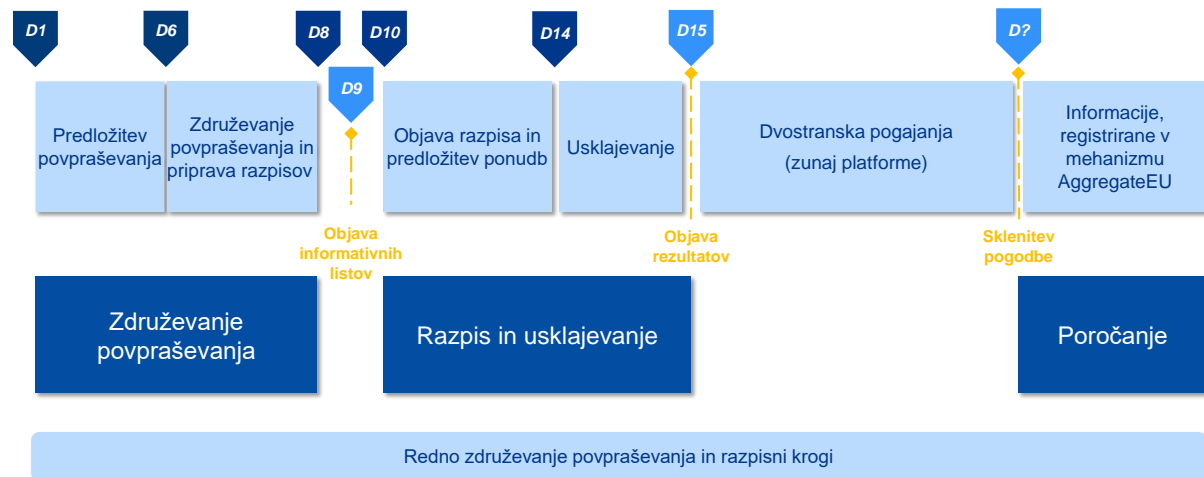 D1
D6
D8
D9
D10
D14
D15
D?
Predložitev
povpraševanja
Združevanje
povpraševanja in
priprava razpisov
Objava razpisa in
predložitev ponudb
Usklajevanje
Dvostranska pogajanja
(zunaj platforme)
Informacije,
registrirane v
mehanizmu
AggregateEU
Objava
informativnih
listov
Objava
rezultatov
Sklenitev
pogodbe
Združevanje
povpraševanja
Razpis in usklajevanje
Poročanje
Redno združevanje povpraševanja in razpisni krogi